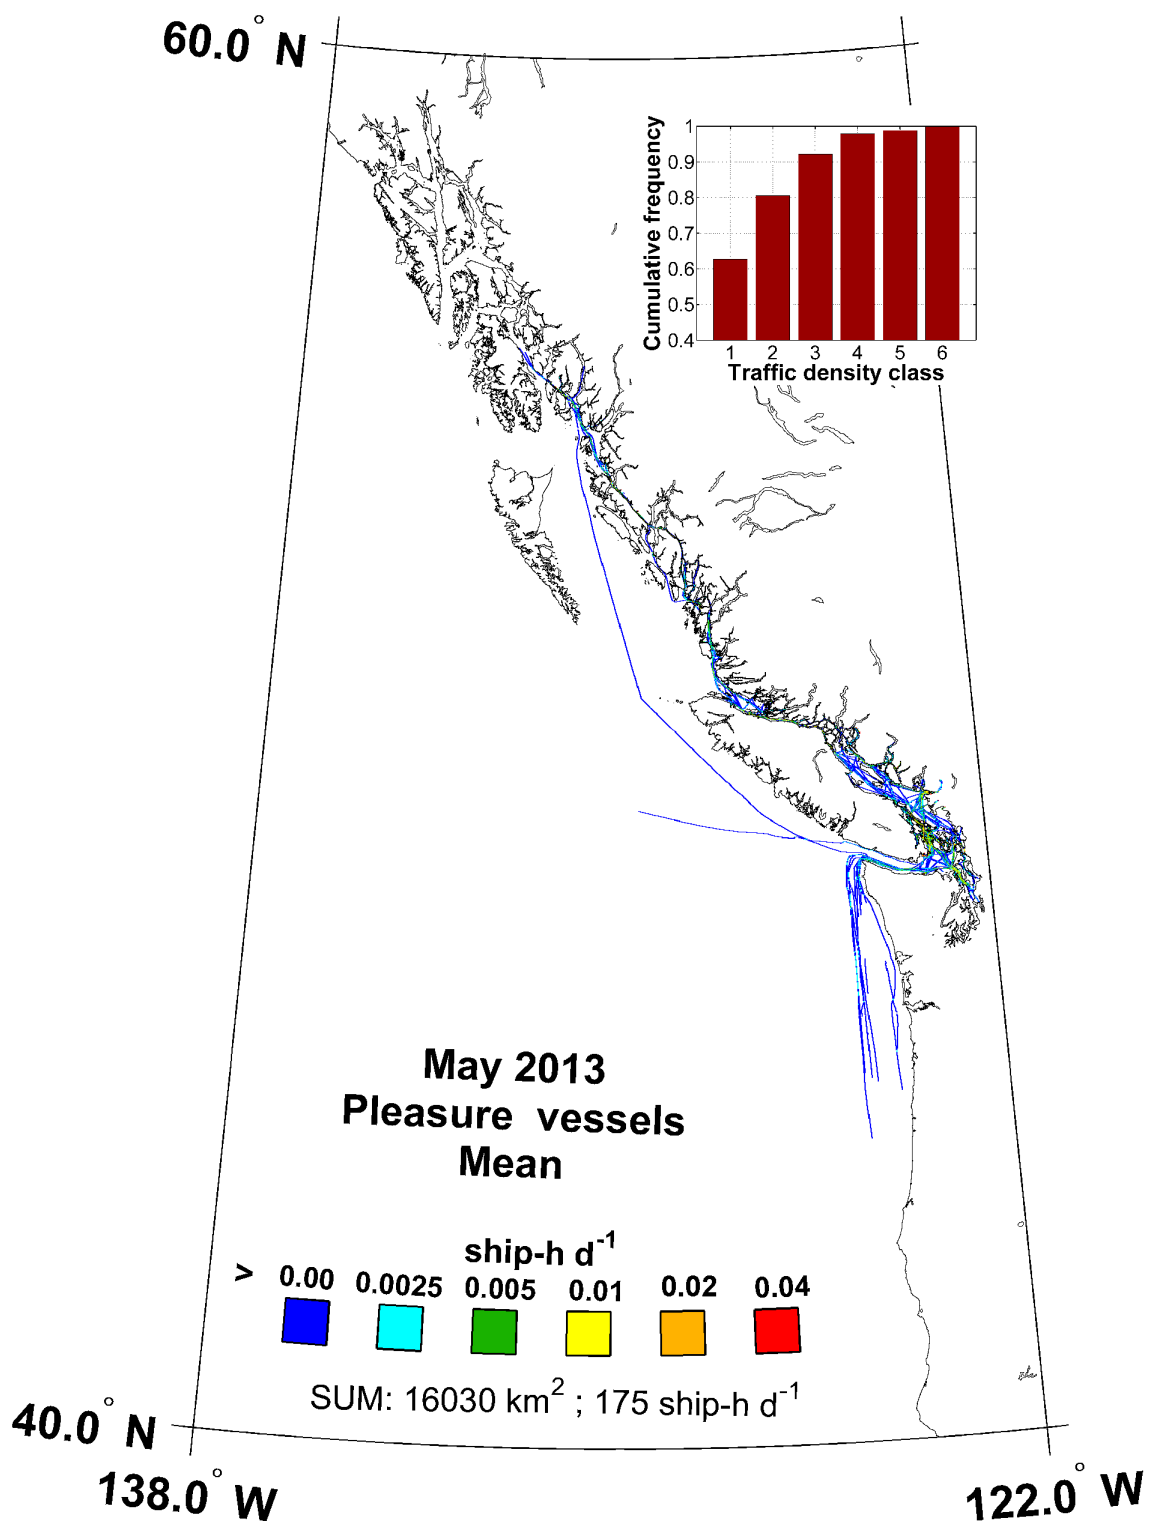 60.0° N
Cumulative frequency
1
0.9
0.8
0.7
0.6
0.5
0.4
1 2 3 4 5 6
Traffic density class
May 2013
Pleasure vessels
Mean
ship-h d⁻¹
> 0.00 0.0025 0.005 0.01 0.02 0.04
SUM: 16030 km² ; 175 ship-h d⁻¹
40.0° N
138.0° W
122.0° W